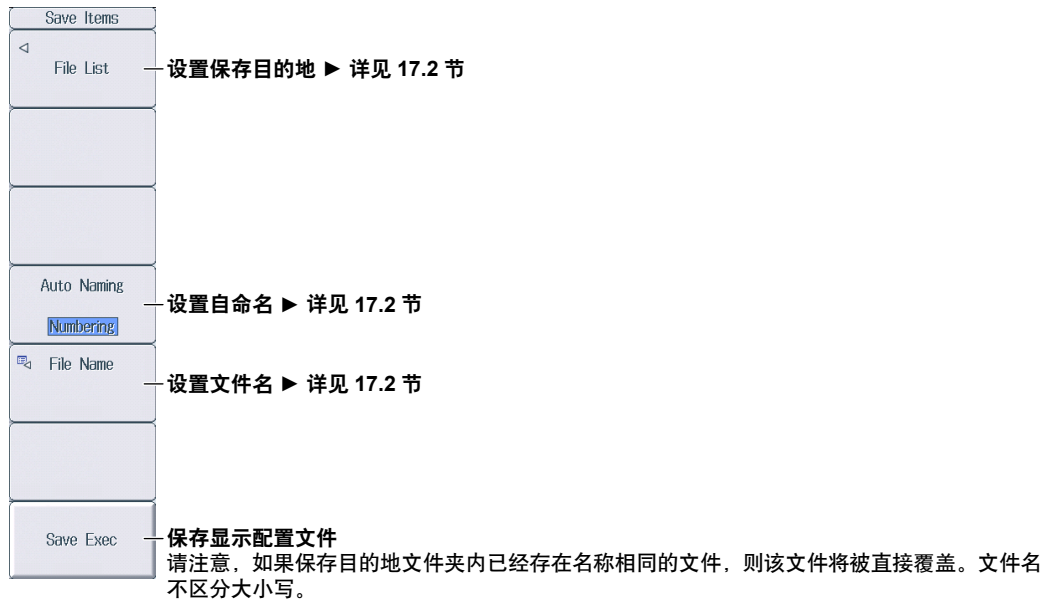 Save Items
File List
设置保存目的地 ► 详见 17.2 节
Auto Naming
设置自命名 ► 详见 17.2 节
Numbering
File Name
设置文件名 ► 详见 17.2 节
Save Exec
保存显示配置文件
请注意，如果保存目的地文件夹内已经存在名称相同的文件，则该文件将被直接覆盖。文件名
不区分大小写。